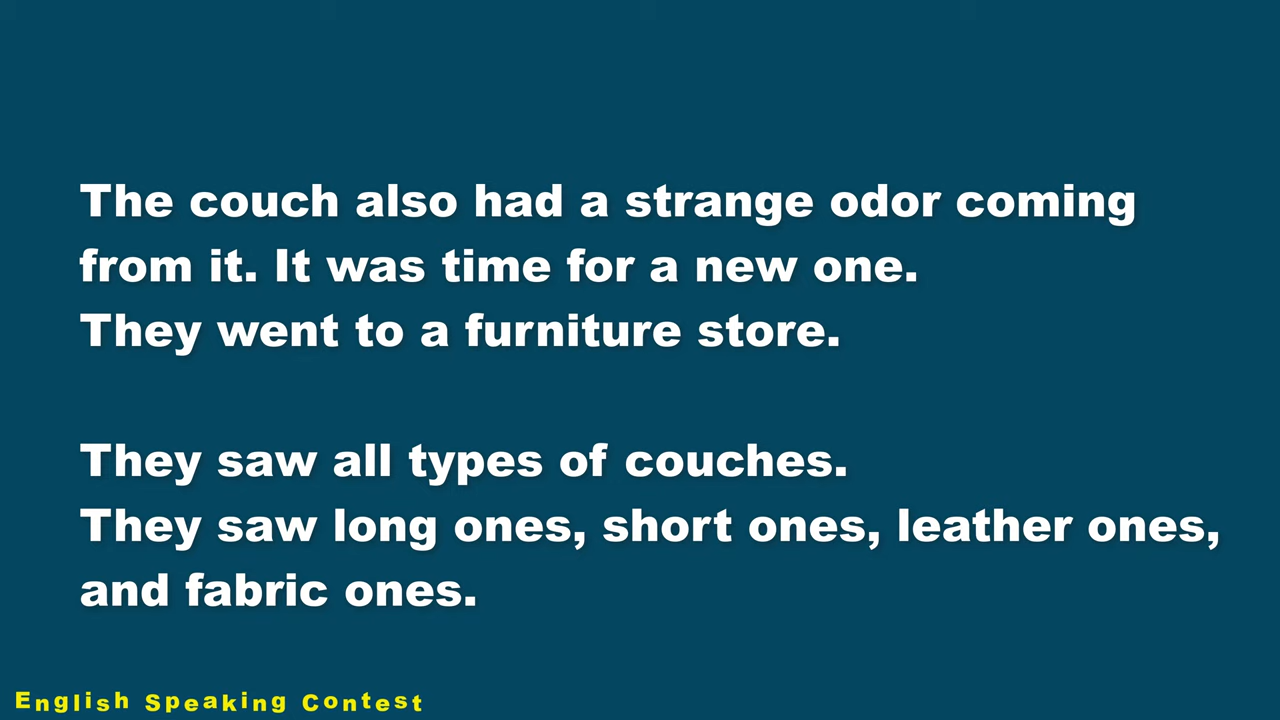 The couch also had a strange odor coming
from it. It was time for a new one.
They went to a furniture store.
They saw all types of couches.
They saw long ones, short ones, leather ones,
and fabric ones.
English Speaking Contest